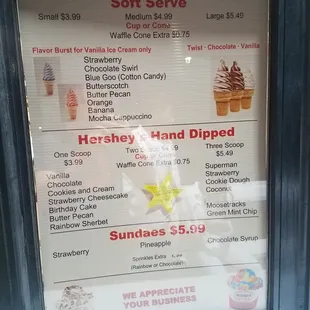 Soft Serve
Small $3.99 Medium $4.99 Large $5.49
Cup or Cone
Waffle Cone Extra $0.75
Flavor Burst for Vanilla Ice Cream only Twist · Chocolate · Vanilla
Strawberry
Chocolate Swirl
Blue Goo (Cotton Candy)
Butterscotch
Butter Pecan
Orange
Banana
Mocha Cappuccino
Hershey's Hand Dipped
One Scoop Two Scoop Three Scoop
$3.99 $5.49
Cup or Cone
Waffle Cone Extra $0.75
Vanilla
Chocolate
Cookies and Cream
Strawberry Cheesecake
Birthday Cake
Butter Pecan
Rainbow Sherbet
Superman
Strawberry
Cookie Dough
Coconut
Moosetracks
Green Mint Chip
Sundaes $5.99
Strawberry Pineapple Chocolate Syrup
Sprinkles Extra
(Rainbow or Chocolate)
WE APPRECIATE
YOUR BUSINESS